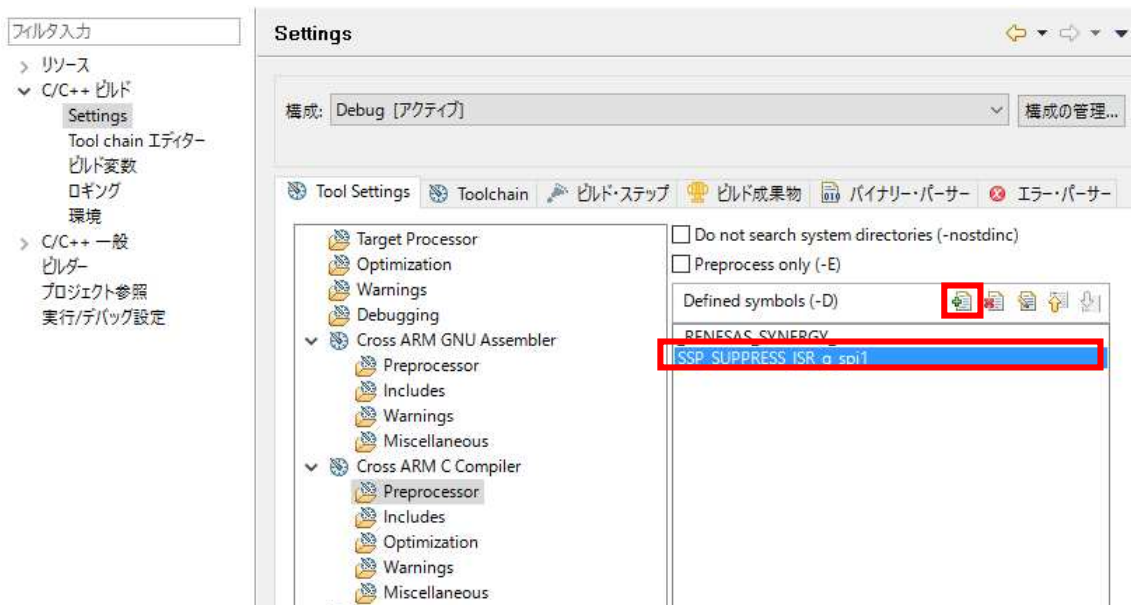 フィルタ入力
リソース
C/C++ ビルド
Settings
Tool chain エディター
ビルド変数
ロギング
環境
C/C++ 一般
ビルダー
プロジェクト参照
実行/デバッグ設定
Settings
構成: Debug [アクティブ] 構成の管理...
Tool Settings Toolchain ビルド・ステップ ビルド成果物 バイナリー・パーサー エラー・パーサー
Target Processor
Optimization
Warnings
Debugging
Cross ARM GNU Assembler
Preprocessor
Includes
Warnings
Miscellaneous
Cross ARM C Compiler
Preprocessor
Includes
Optimization
Warnings
Miscellaneous
Do not search system directories (-nostdinc)
Preprocess only (-E)
Defined symbols (-D)
_RENESAS_SYNERGY_
SSP_SUPPRESS_ISR_g_spi1